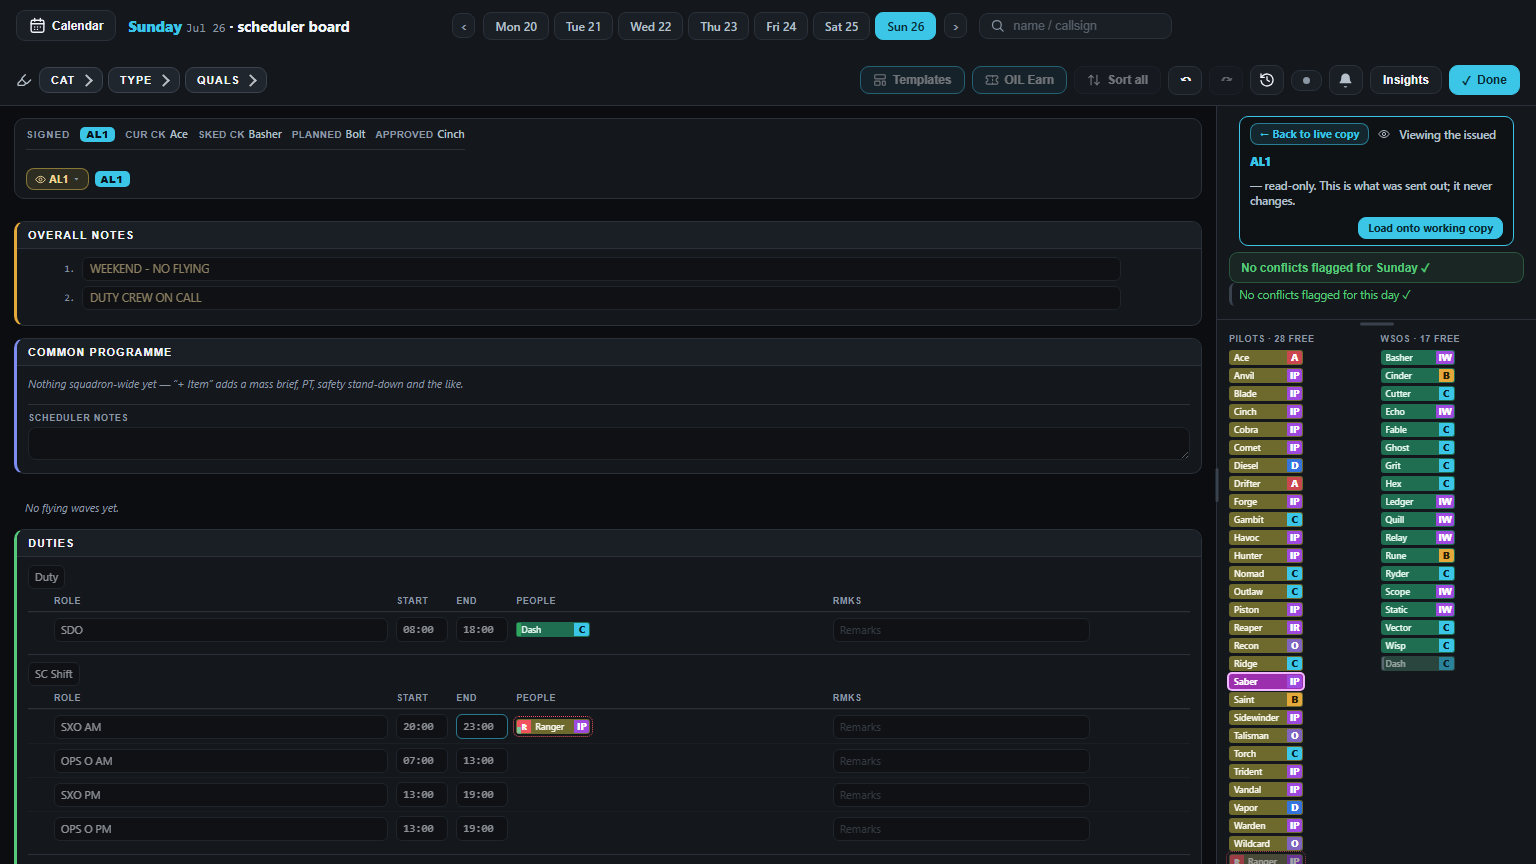 Calendar
Sunday Jul 26 · scheduler board
‹ Mon 20 Tue 21 Wed 22 Thu 23 Fri 24 Sat 25 Sun 26 ›
name / callsign
CAT TYPE QUALS
Templates OIL Earn Sort all Insights ✓ Done
SIGNED AL1 CUR CK Ace SKED CK Basher PLANNED Bolt APPROVED Cinch
AL1 AL1
OVERALL NOTES
1. WEEKEND - NO FLYING
2. DUTY CREW ON CALL
COMMON PROGRAMME
Nothing squadron-wide yet — "+ Item" adds a mass brief, PT, safety stand-down and the like.
SCHEDULER NOTES
No flying waves yet.
DUTIES
Duty
ROLE START END PEOPLE RMKS
SDO 08:00 18:00 Dash C Remarks
SC Shift
ROLE START END PEOPLE RMKS
SXO AM 20:00 23:00 R Ranger IP Remarks
OPS O AM 07:00 13:00 Remarks
SXO PM 13:00 19:00 Remarks
OPS O PM 13:00 19:00 Remarks
← Back to live copy Viewing the issued
AL1
— read-only. This is what was sent out; it never
changes.
Load onto working copy
No conflicts flagged for Sunday ✓
No conflicts flagged for this day ✓
PILOTS · 28 FREE
Ace A
Anvil IP
Blade IP
Cinch IP
Cobra IP
Comet IP
Diesel D
Drifter A
Forge IP
Gambit C
Havoc IP
Hunter IP
Nomad C
Outlaw C
Piston IP
Reaper IR
Recon O
Ridge C
Saber IP
Saint B
Sidewinder IP
Talisman O
Torch C
Trident IP
Vandal IP
Vapor D
Warden IP
Wildcard O
R Ranger IP
WSOS · 17 FREE
Basher IW
Cinder B
Cutter C
Echo IW
Fable C
Ghost C
Grit C
Hex C
Ledger IW
Quill IW
Relay IW
Rune B
Ryder C
Scope IW
Static IW
Vector C
Wisp C
Dash C